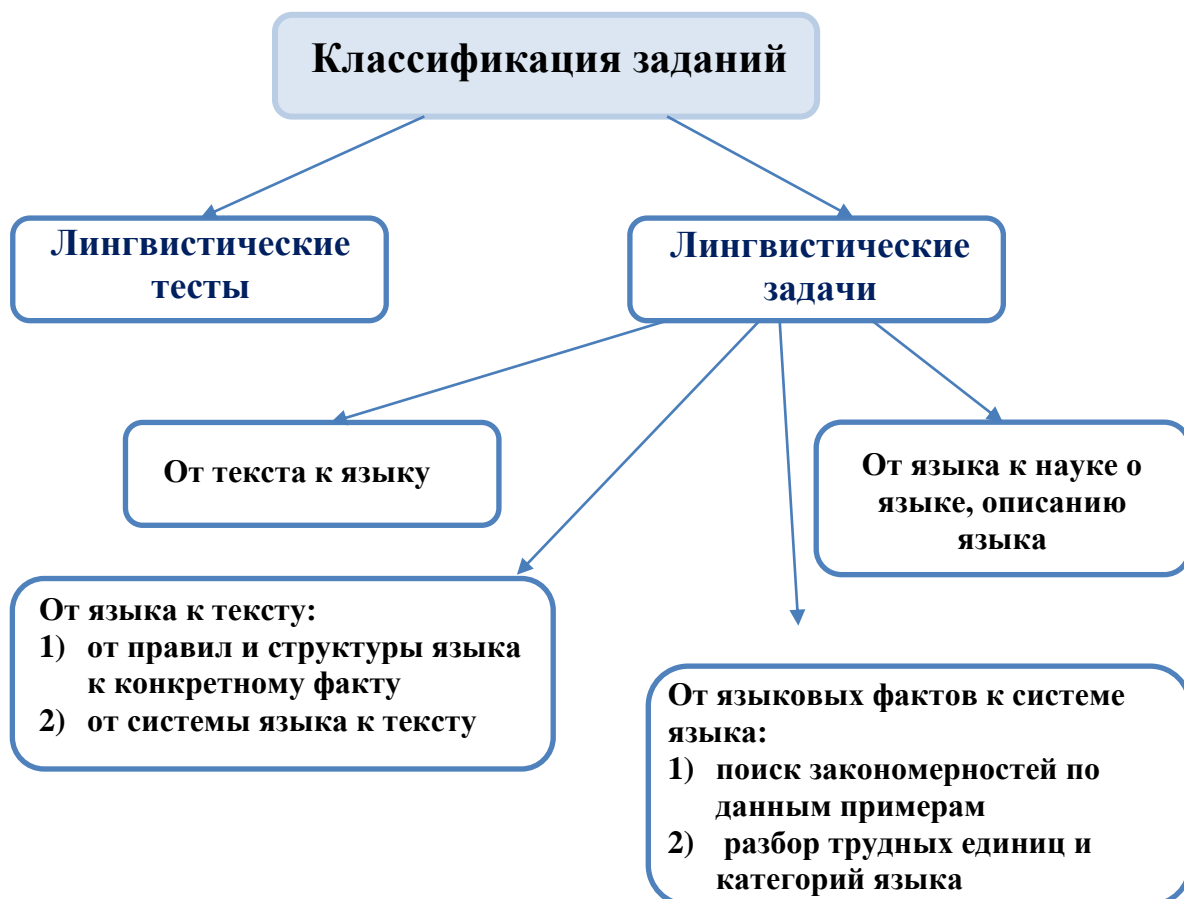 Классификация заданий
Лингвистические
тесты
Лингвистические
задачи
От текста к языку
От языка к науке о
языке, описанию
языка
От языка к тексту:
1) от правил и структуры языка
к конкретному факту
2) от системы языка к тексту
От языковых фактов к системе
языка:
1) поиск закономерностей по
данным примерам
2) разбор трудных единиц и
категорий языка